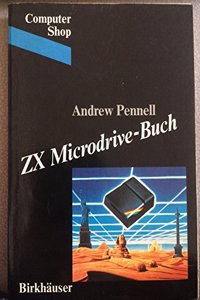 Computer
Shop
Andrew Pennell
ZX Microdrive-Buch
Birkhäuser